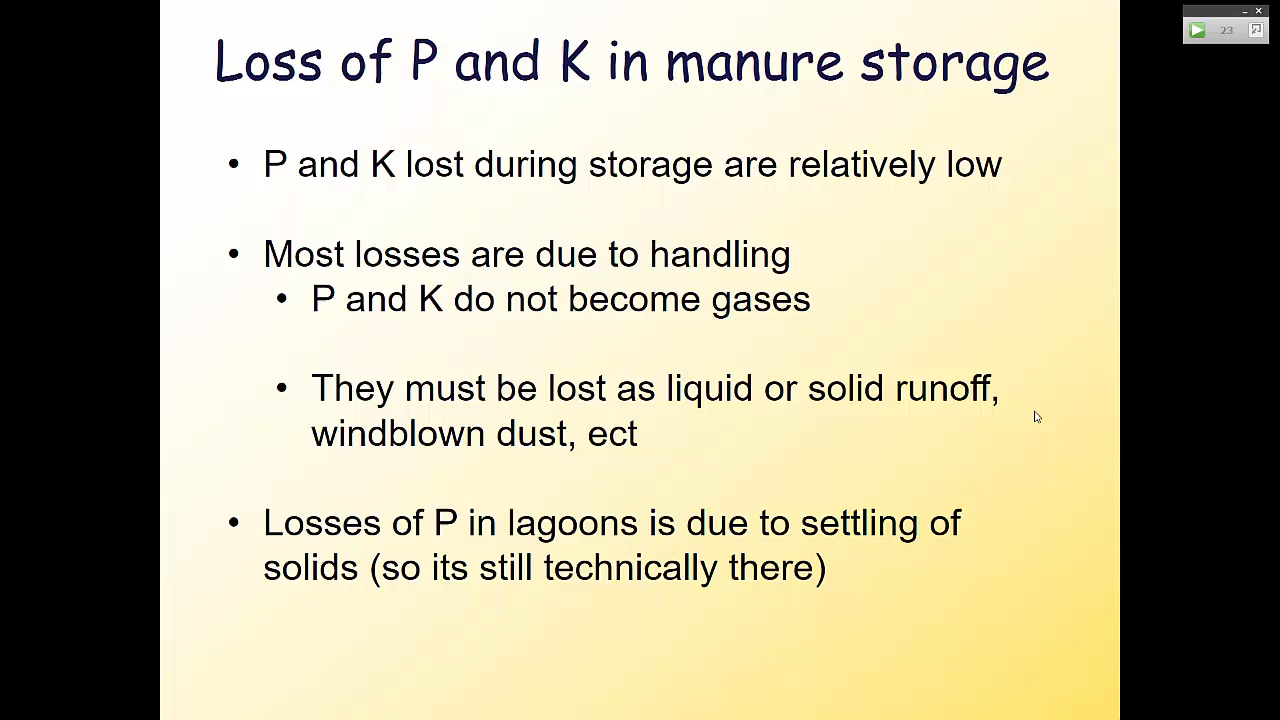 Loss of P and K in manure storage
23
• P and K lost during storage are relatively low
• Most losses are due to handling
• P and K do not become gases
• They must be lost as liquid or solid runoff,
windblown dust, ect
• Losses of P in lagoons is due to settling of
solids (so its still technically there)